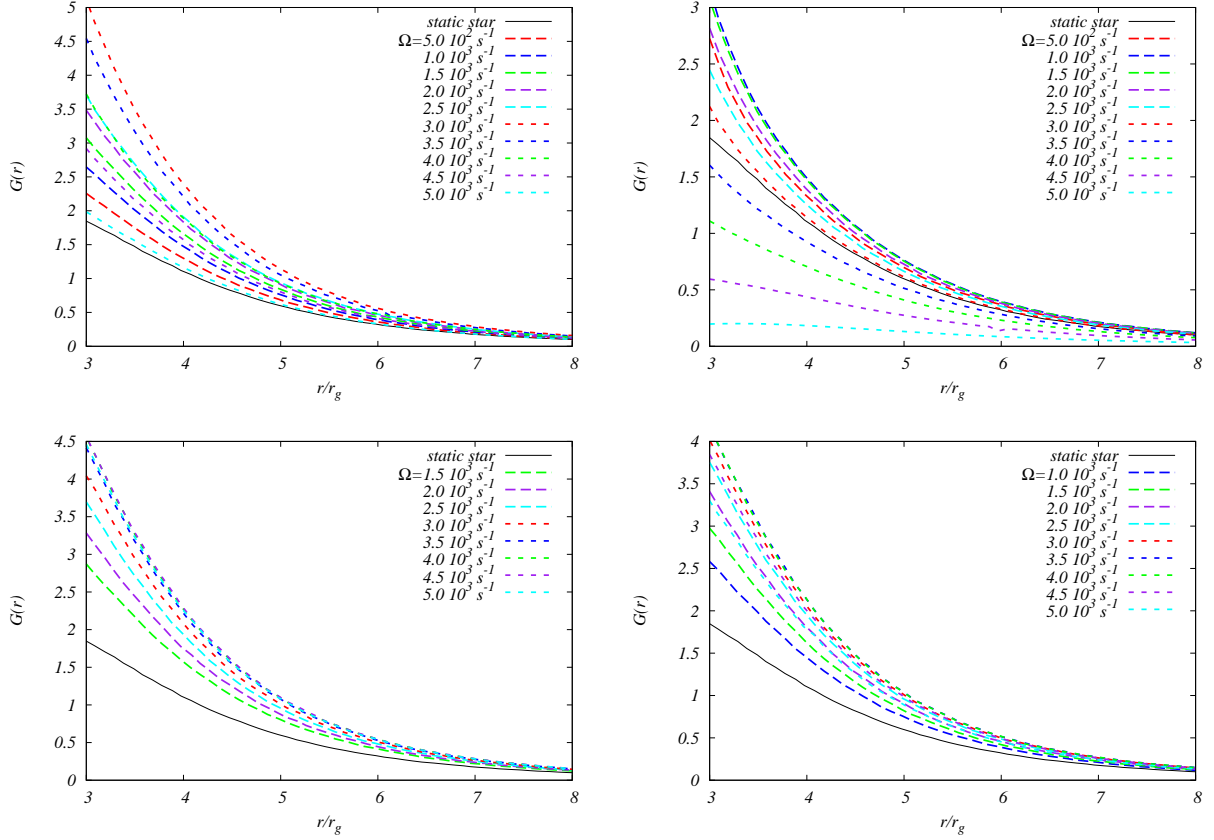 5
4.5
4
3.5
3
2.5
2
1.5
1
0.5
0
G(r)
3 4 5 6 7 8
r/r_g
static star
Ω=5.0 10^2 s^-1
1.0 10^3 s^-1
1.5 10^3 s^-1
2.0 10^3 s^-1
2.5 10^3 s^-1
3.0 10^3 s^-1
3.5 10^3 s^-1
4.0 10^3 s^-1
4.5 10^3 s^-1
5.0 10^3 s^-1
3
2.5
2
1.5
1
0.5
0
G(r)
3 4 5 6 7 8
r/r_g
static star
Ω=5.0 10^2 s^-1
1.0 10^3 s^-1
1.5 10^3 s^-1
2.0 10^3 s^-1
2.5 10^3 s^-1
3.0 10^3 s^-1
3.5 10^3 s^-1
4.0 10^3 s^-1
4.5 10^3 s^-1
5.0 10^3 s^-1
4.5
4
3.5
3
2.5
2
1.5
1
0.5
0
G(r)
3 4 5 6 7 8
r/r_g
static star
Ω=1.5 10^3 s^-1
2.0 10^3 s^-1
2.5 10^3 s^-1
3.0 10^3 s^-1
3.5 10^3 s^-1
4.0 10^3 s^-1
4.5 10^3 s^-1
5.0 10^3 s^-1
4
3.5
3
2.5
2
1.5
1
0.5
0
G(r)
3 4 5 6 7 8
r/r_g
static star
Ω=1.0 10^3 s^-1
1.5 10^3 s^-1
2.0 10^3 s^-1
2.5 10^3 s^-1
3.0 10^3 s^-1
3.5 10^3 s^-1
4.0 10^3 s^-1
4.5 10^3 s^-1
5.0 10^3 s^-1